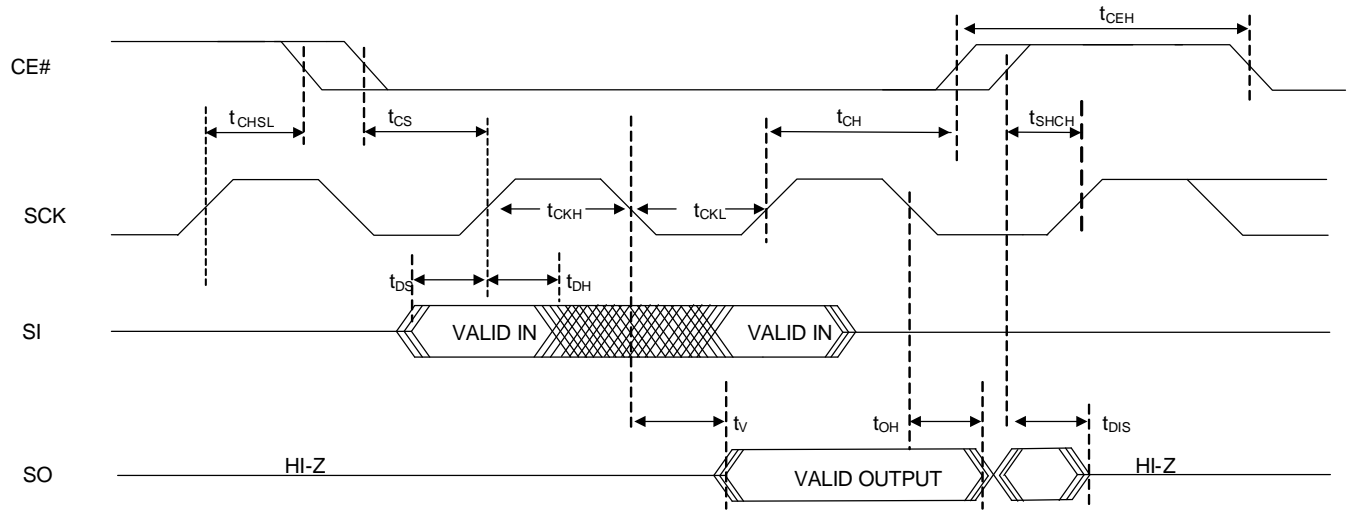 tCEH
CE#
tCHSL
tCS
tCH
tSHCH
SCK
tCKH
tCKL
tDS
tDH
SI
VALID IN
VALID IN
tV
tOH
tDIS
SO
HI-Z
VALID OUTPUT
HI-Z